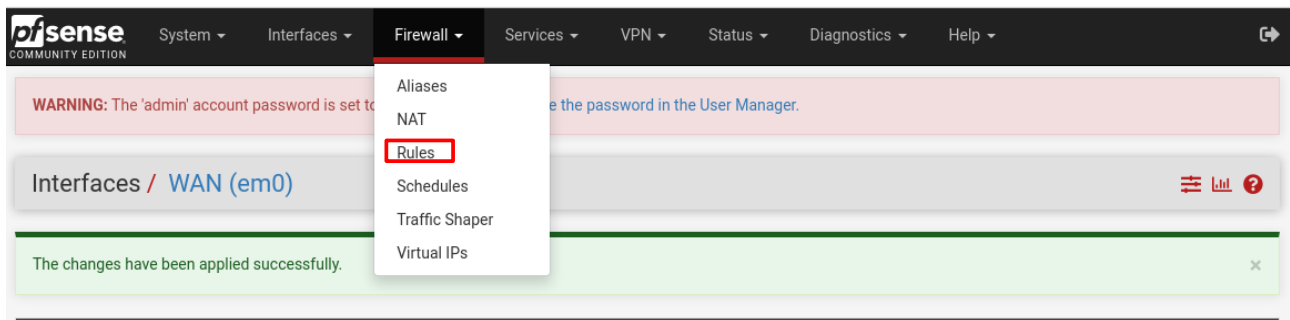 pfsense System Interfaces Firewall Services VPN Status Diagnostics Help
COMMUNITY EDITION
Aliases
WARNING: The 'admin' account password is set to e the password in the User Manager.
NAT
Rules
Interfaces / WAN (em0)
Schedules
Traffic Shaper
Virtual IPs
The changes have been applied successfully. ×